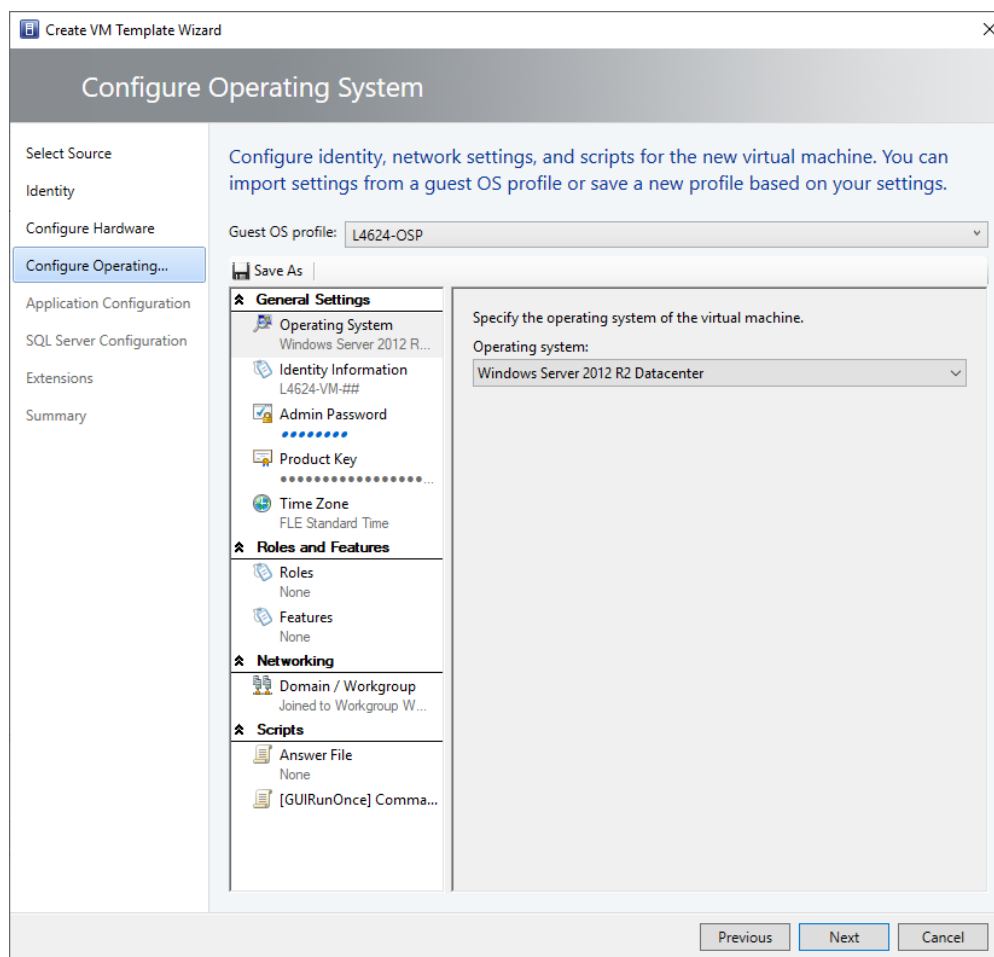 Create VM Template Wizard
Configure Operating System
Select Source
Identity
Configure Hardware
Configure Operating...
Application Configuration
SQL Server Configuration
Extensions
Summary
Configure identity, network settings, and scripts for the new virtual machine. You can
import settings from a guest OS profile or save a new profile based on your settings.
Guest OS profile: L4624-OSP
Save As
General Settings
Operating System
Windows Server 2012 R...
Identity Information
L4624-VM-##
Admin Password
••••••••
Product Key
•••••••••••••••••...
Time Zone
FLE Standard Time
Roles and Features
Roles
None
Features
None
Networking
Domain / Workgroup
Joined to Workgroup W...
Scripts
Answer File
None
[GUIRunOnce] Comma...
Specify the operating system of the virtual machine.
Operating system:
Windows Server 2012 R2 Datacenter
Previous Next Cancel